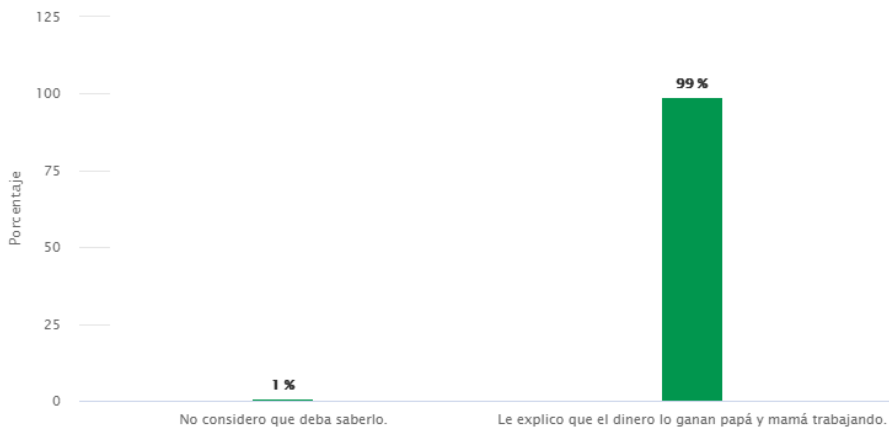 125
100
75
50
25
0
Porcentaje
1 %
99 %
No considero que deba saberlo.
Le explico que el dinero lo ganan papá y mamá trabajando.